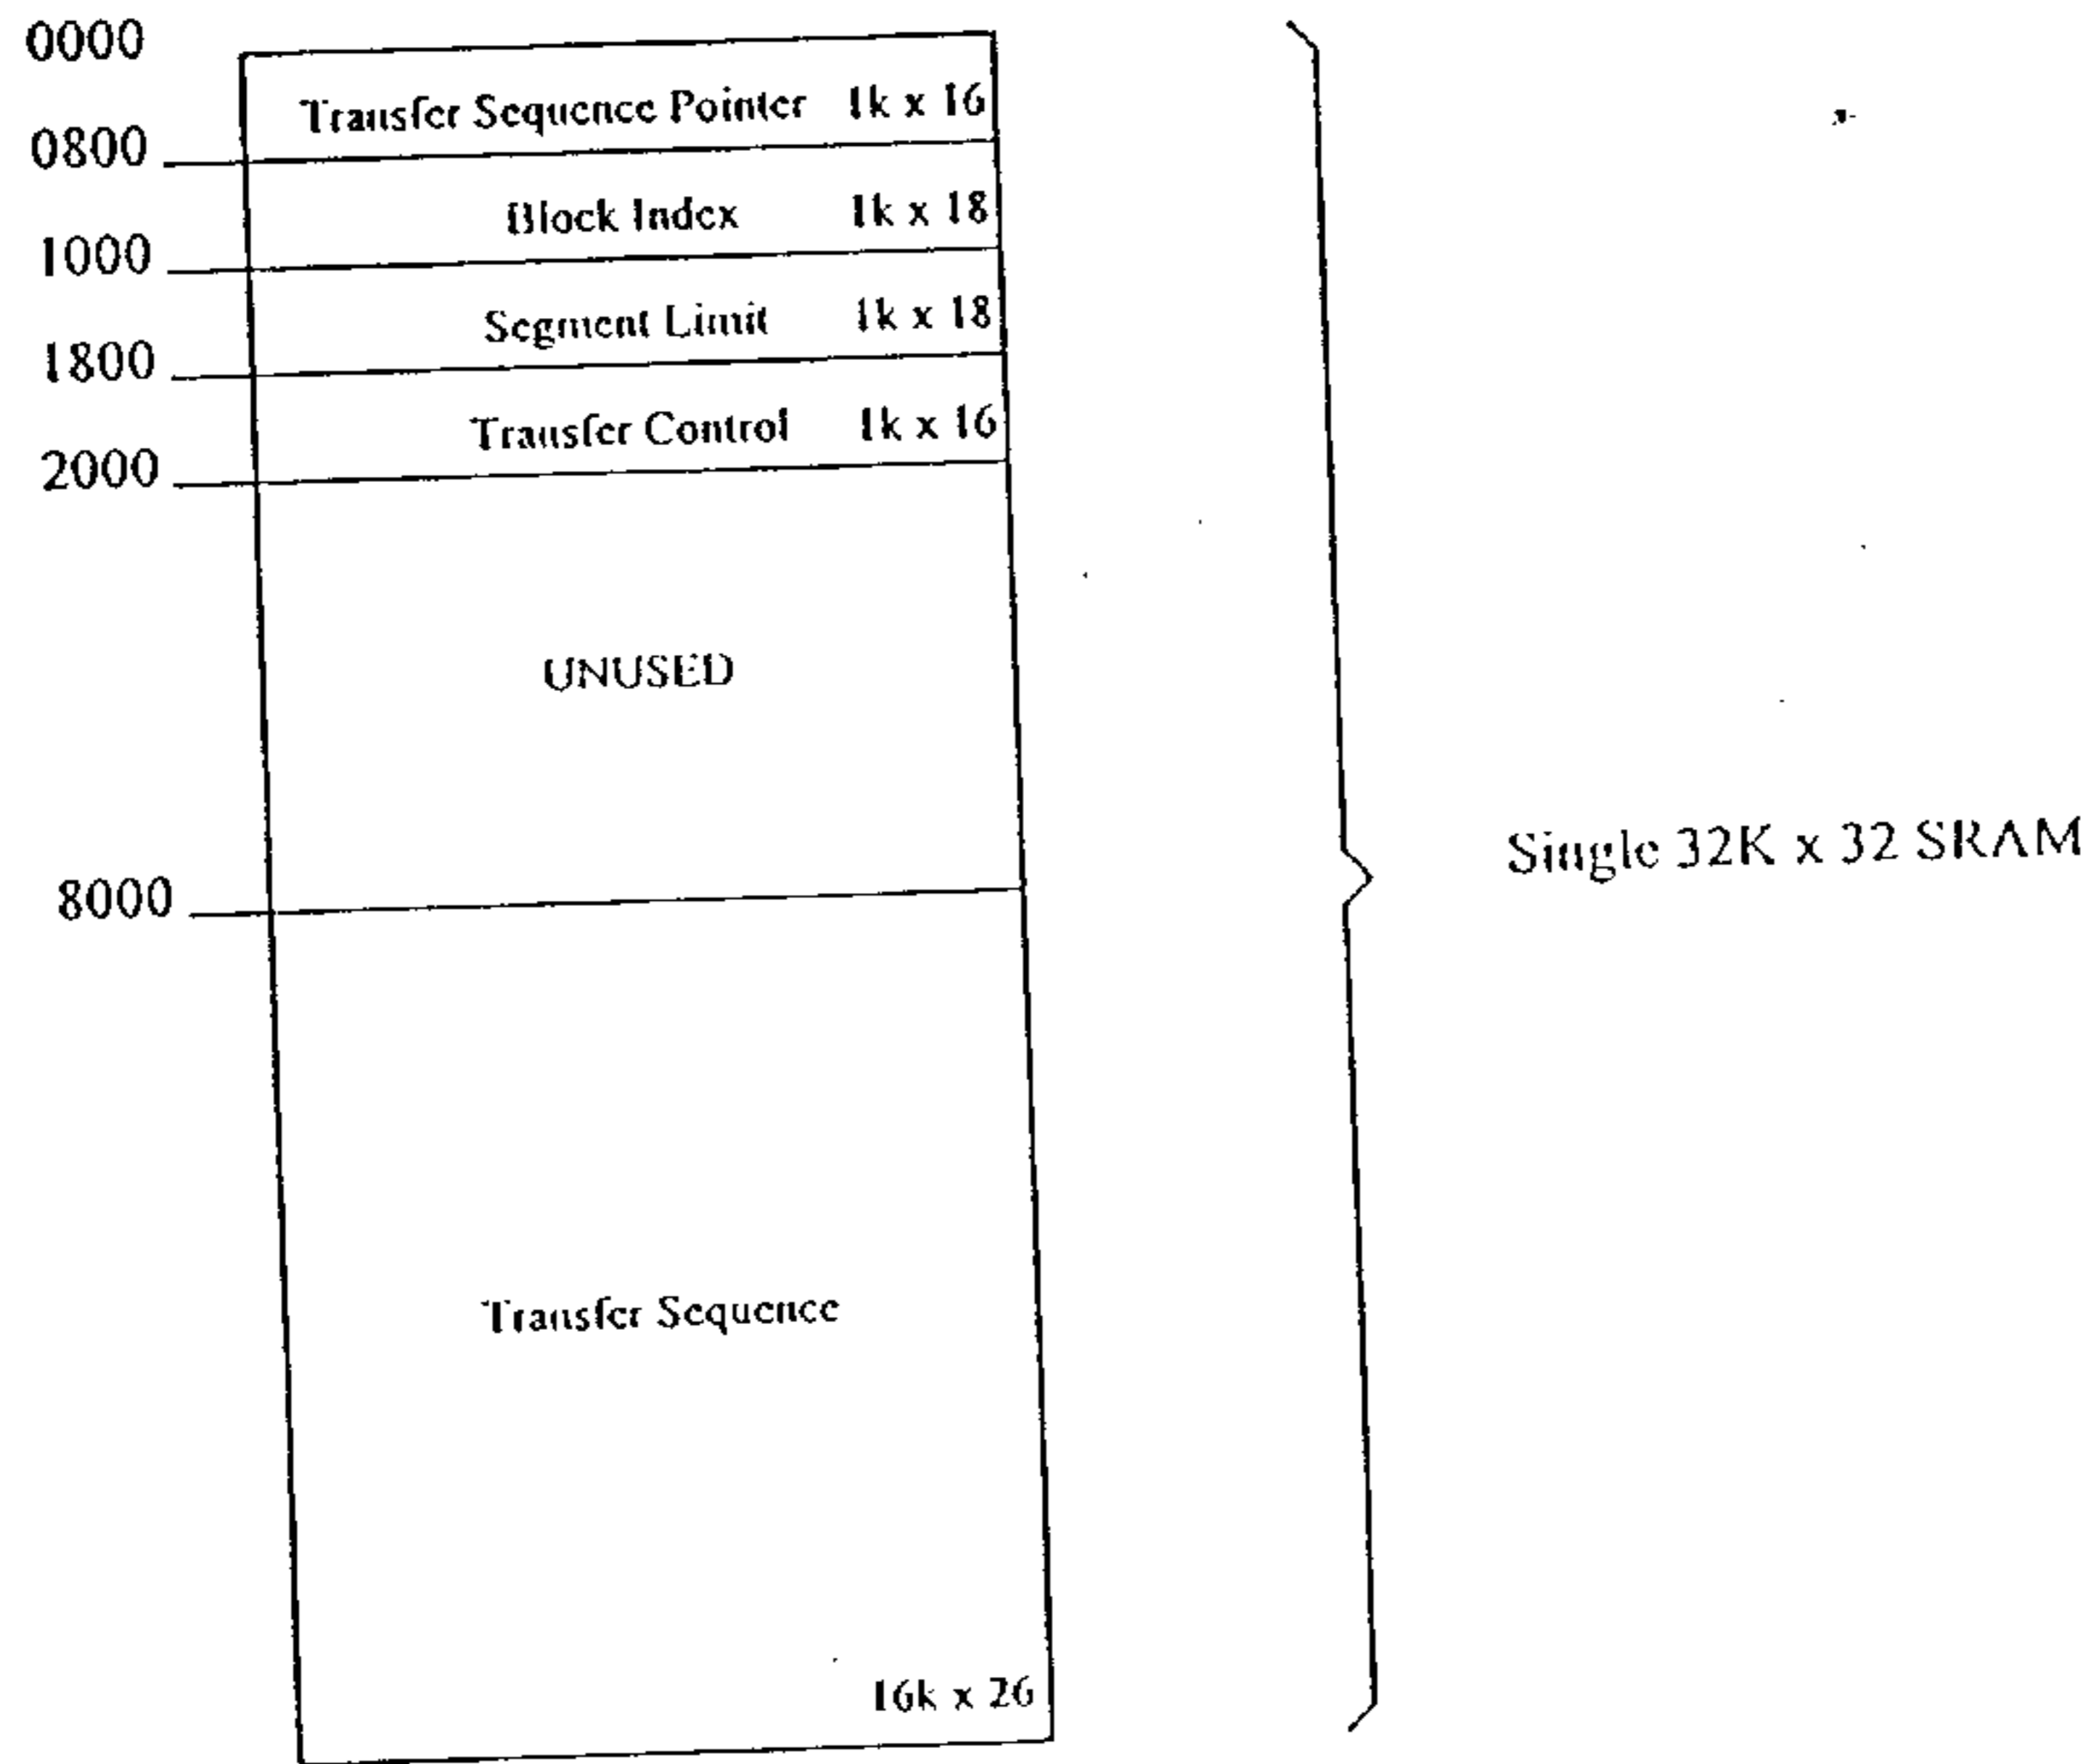 0000
Transfer Sequence Pointer 1k x 16
0800
Block Index 1k x 18
1000
Segment Limit 1k x 18
1800
Transfer Control 1k x 16
2000
UNUSED
Single 32K x 32 SRAM
8000
Transfer Sequence
16k x 26